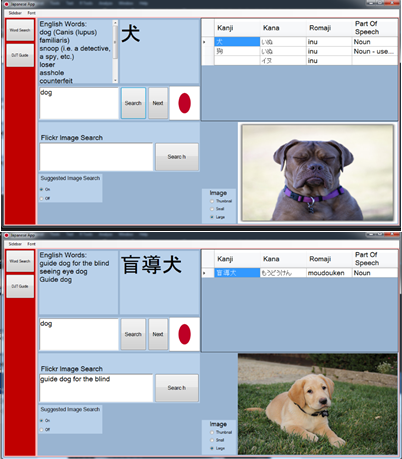 Japanese App
Sidebar Font
Word Search
GUI Guide
English Words:
dog (Canis (lupus)
familiaris)
snoop (i.e. a detective,
a spy, etc.)
loser
asshole
counterfeit
犬
dog
Search
Next
Kanji Kana Romaji Part Of Speech
犬 いぬ inu Noun
狗 いぬ inu Noun - use...
イヌ inu
Flickr Image Search
Search
Suggested Image Search
On
Off
Image
Thumbnail
Small
Large
Japanese App
Sidebar Font
Word Search
GUI Guide
English Words:
guide dog for the blind
seeing eye dog
Guide dog
盲導犬
dog
Search
Next
Kanji Kana Romaji Part Of Speech
盲導犬 もうどうけん moudouken Noun
Flickr Image Search
guide dog for the blind
Search
Suggested Image Search
On
Off
Image
Thumbnail
Small
Large